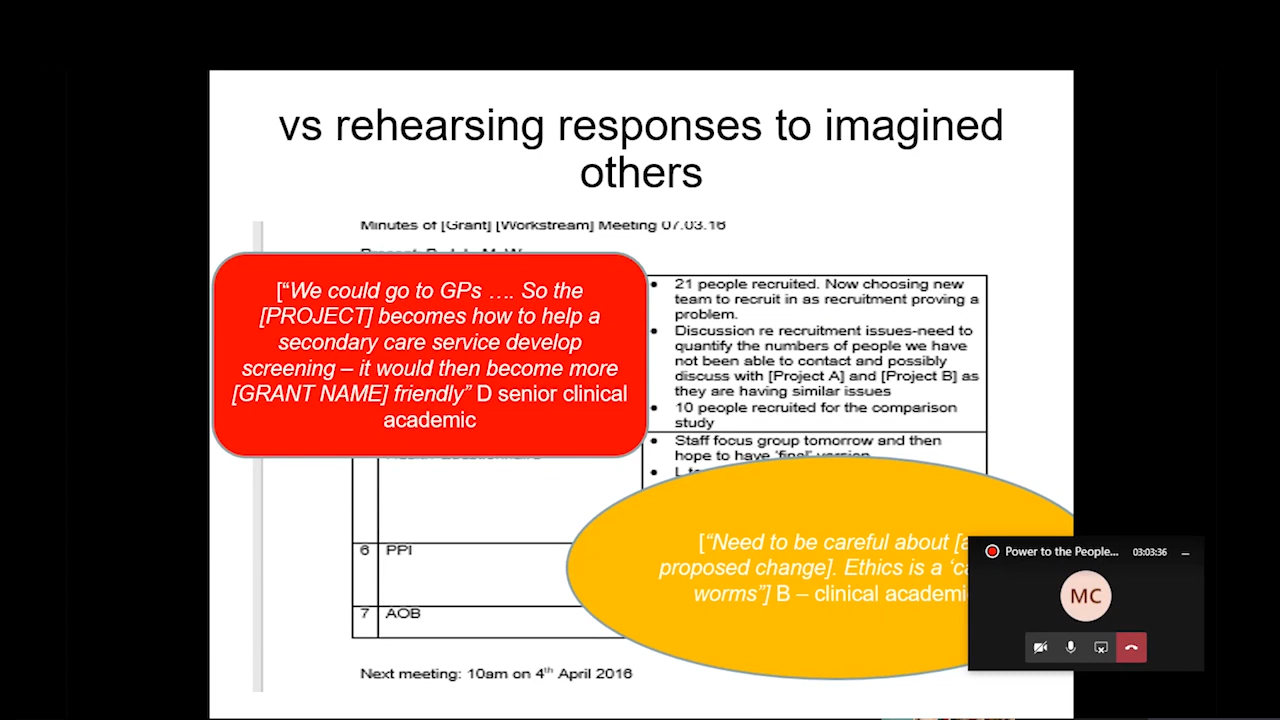 vs rehearsing responses to imagined
others
Minutes of [Grant] [Workstream] Meeting 07.03.16
[“We could go to GPs …. So the
[PROJECT] becomes how to help a
secondary care service develop
screening – it would then become more
[GRANT NAME] friendly” D senior clinical
academic
• 21 people recruited. Now choosing new
team to recruit in as recruitment proving a
problem.
• Discussion re recruitment issues-need to
quantify the numbers of people we have
not been able to contact and possibly
discuss with [Project A] and [Project B] as
they are having similar issues
• 10 people recruited for the comparison
study
• Staff focus group tomorrow and then
hope to have ‘final’ version
• L
[“Need to be careful about
proposed change]. Ethics is a
worms”] B – clinical academic
6 PPI
7 AOB
Next meeting: 10am on 4th April 2016
Power to the People... 03:03:36
MC